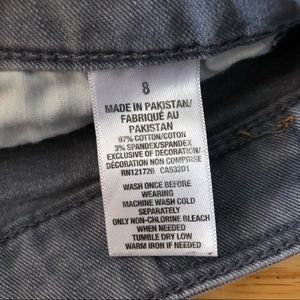 8
MADE IN PAKISTAN/
FABRIQUÉ AU
PAKISTAN
97% COTTON/COTON
3% SPANDEX/SPANDEX
EXCLUSIVE OF DECORATION/
DÉCORATION NON COMPRISE
RN121726 CA53201
WASH ONCE BEFORE
WEARING
MACHINE WASH COLD
SEPARATELY
ONLY NON-CHLORINE BLEACH
WHEN NEEDED
TUMBLE DRY LOW
WARM IRON IF NEEDED